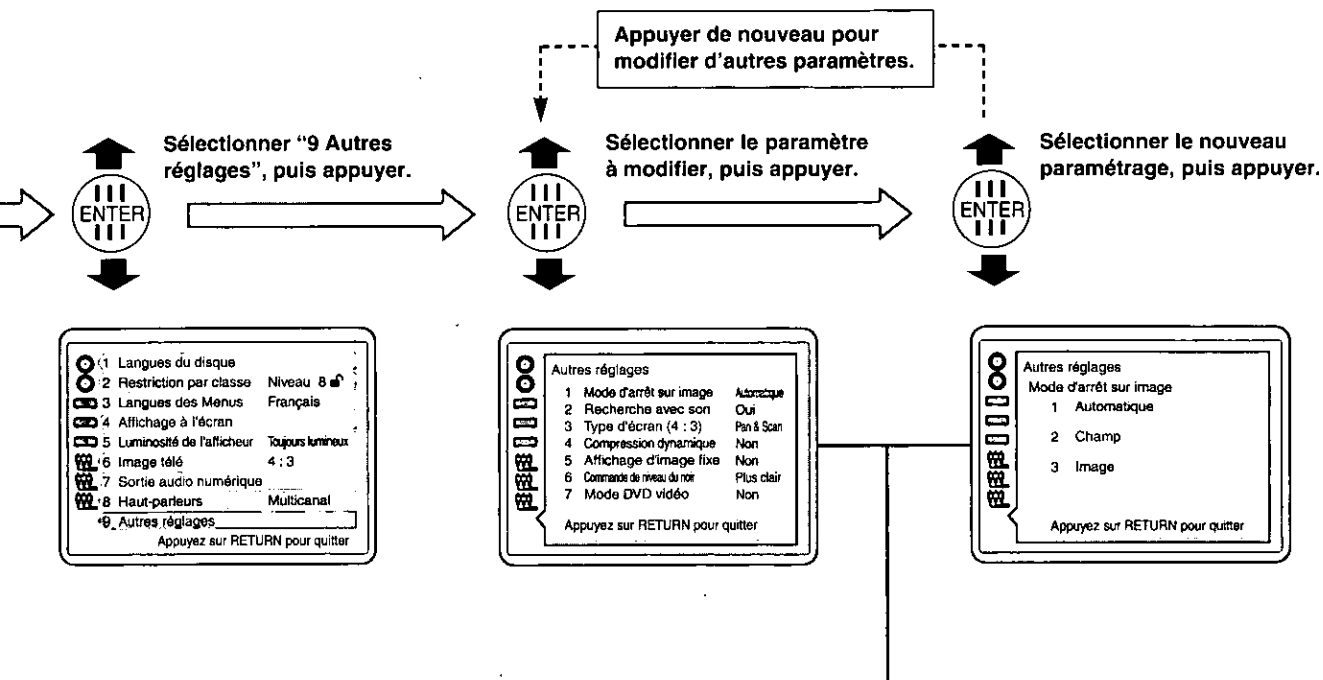 Appuyer de nouveau pour
modifier d'autres paramètres.
Sélectionner "9 Autres
réglages", puis appuyer.
Sélectionner le paramètre
à modifier, puis appuyer.
Sélectionner le nouveau
paramétrage, puis appuyer.
ENTER
ENTER
ENTER
1 Langues du disque
2 Restriction par classe Niveau 8
3 Langues des Menus Français
4 Affichage à l'écran
5 Luminosité de l'afficheur Toujours lumineux
6 Image télé 4 : 3
7 Sortie audio numérique
8 Haut-parleurs Multicanal
9 Autres réglages
Appuyez sur RETURN pour quitter
Autres réglages
1 Mode d'arrêt sur image Automatique
2 Recherche avec son Oui
3 Type d'écran (4 : 3) Pan & Scan
4 Compression dynamique Non
5 Affichage d'image fixe Non
6 Commande de niveau du noir Plus clair
7 Mode DVD vidéo Non
Appuyez sur RETURN pour quitter
Autres réglages
Mode d'arrêt sur image
1 Automatique
2 Champ
3 Image
Appuyez sur RETURN pour quitter